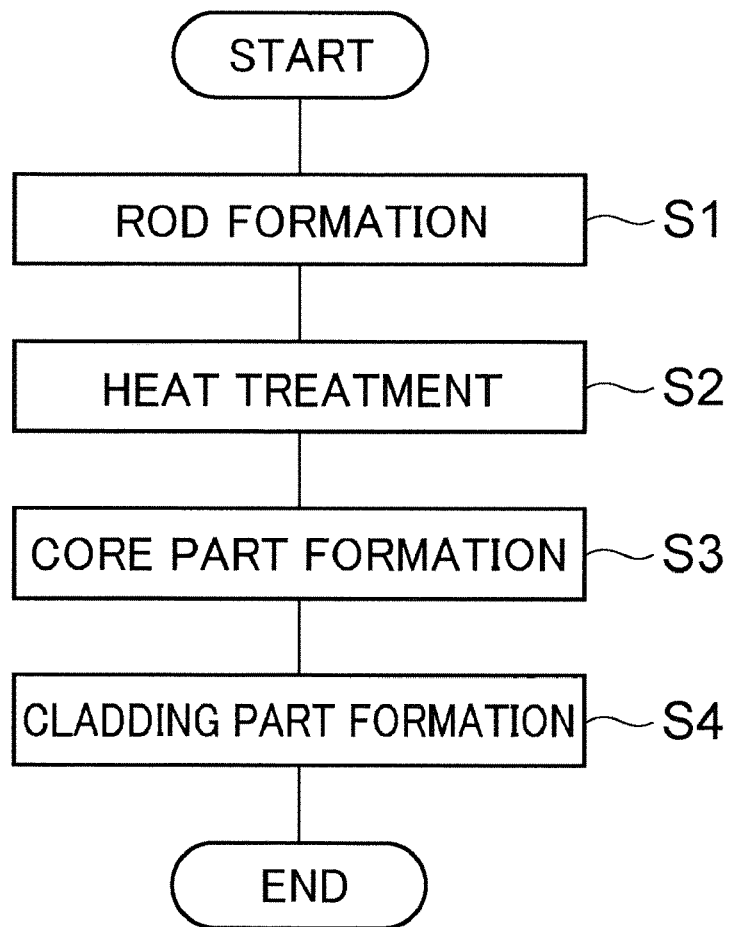 START
ROD FORMATION S1
HEAT TREATMENT S2
CORE PART FORMATION S3
CLADDING PART FORMATION S4
END